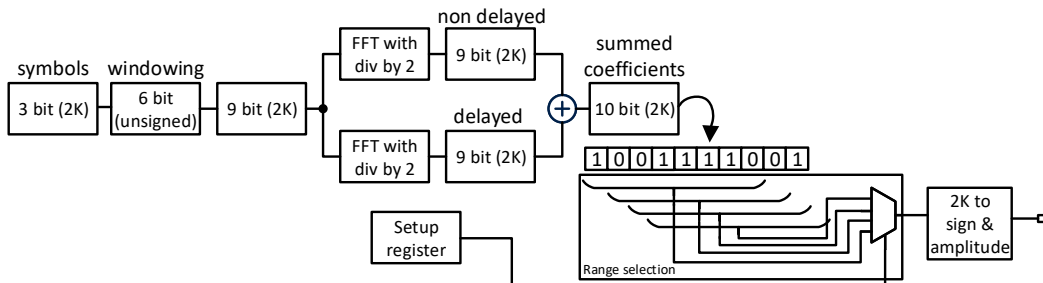 symbols
3 bit (2K)
windowing
6 bit
(unsigned)
9 bit (2K)
FFT with
div by 2
non delayed
9 bit (2K)
FFT with
div by 2
delayed
9 bit (2K)
+
summed
coefficients
10 bit (2K)
1 0 0 1 1 1 1 0 0 1
Range selection
2K to
sign &
amplitude
Setup
register